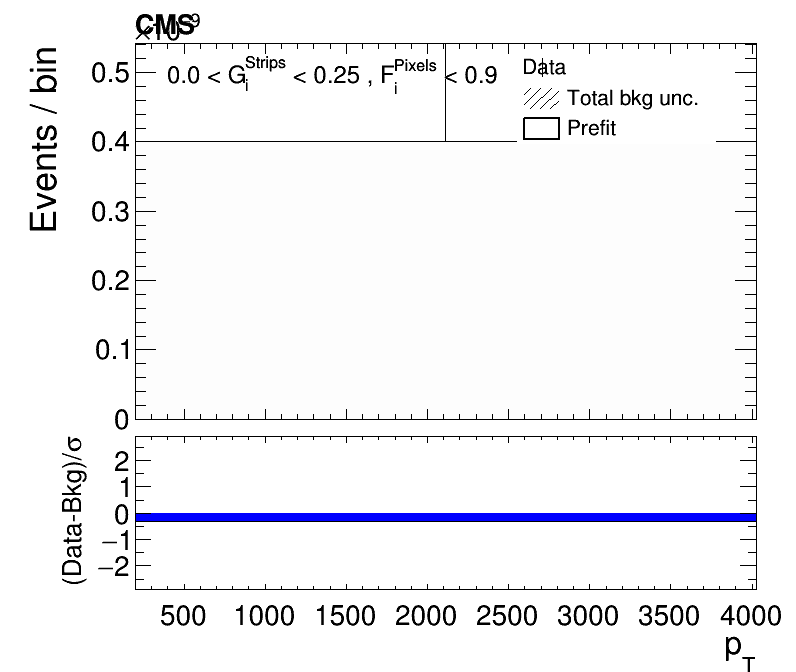 CMS
×10⁻⁹
0.0 < G_i^Strips < 0.25 , F_i^Pixels < 0.9
Data
Total bkg unc.
Prefit
Events / bin
0.5
0.4
0.3
0.2
0.1
0
(Data-Bkg)/σ
2
1
0
−1
−2
500 1000 1500 2000 2500 3000 3500 4000
p_T